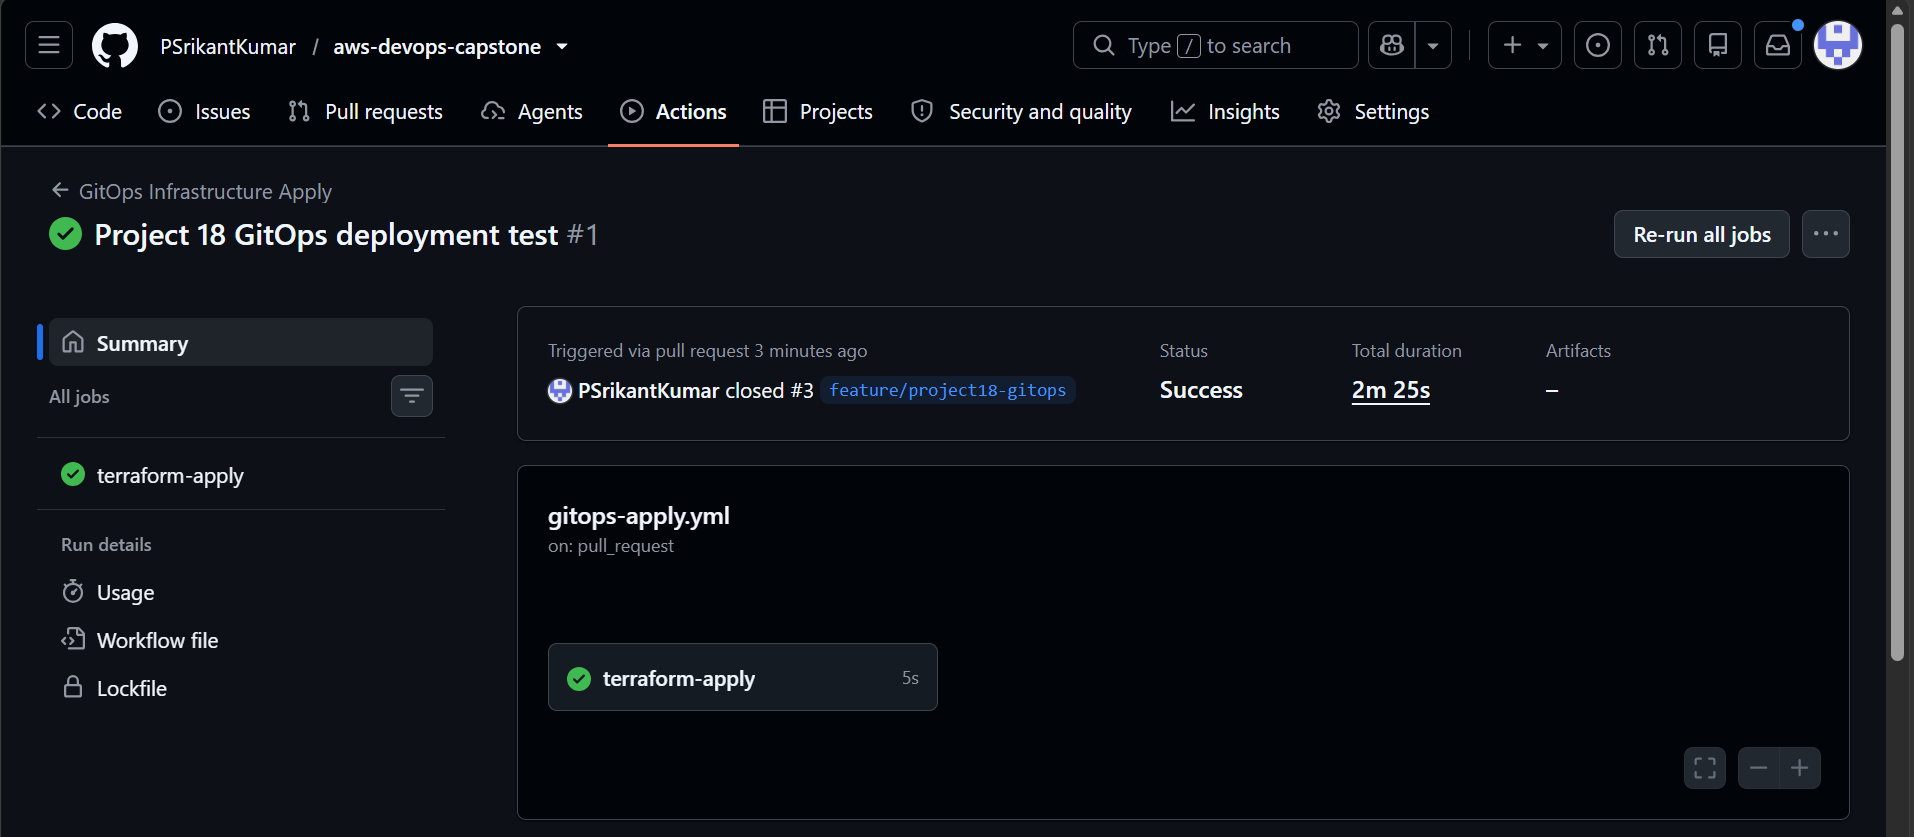 PSrikantKumar / aws-devops-capstone
Type / to search
Code
Issues
Pull requests
Agents
Actions
Projects
Security and quality
Insights
Settings
GitOps Infrastructure Apply
Project 18 GitOps deployment test #1
Re-run all jobs
Summary
All jobs
terraform-apply
Run details
Usage
Workflow file
Lockfile
Triggered via pull request 3 minutes ago
PSrikantKumar closed #3 feature/project18-gitops
Status
Success
Total duration
2m 25s
Artifacts
–
gitops-apply.yml
on: pull_request
terraform-apply 5s